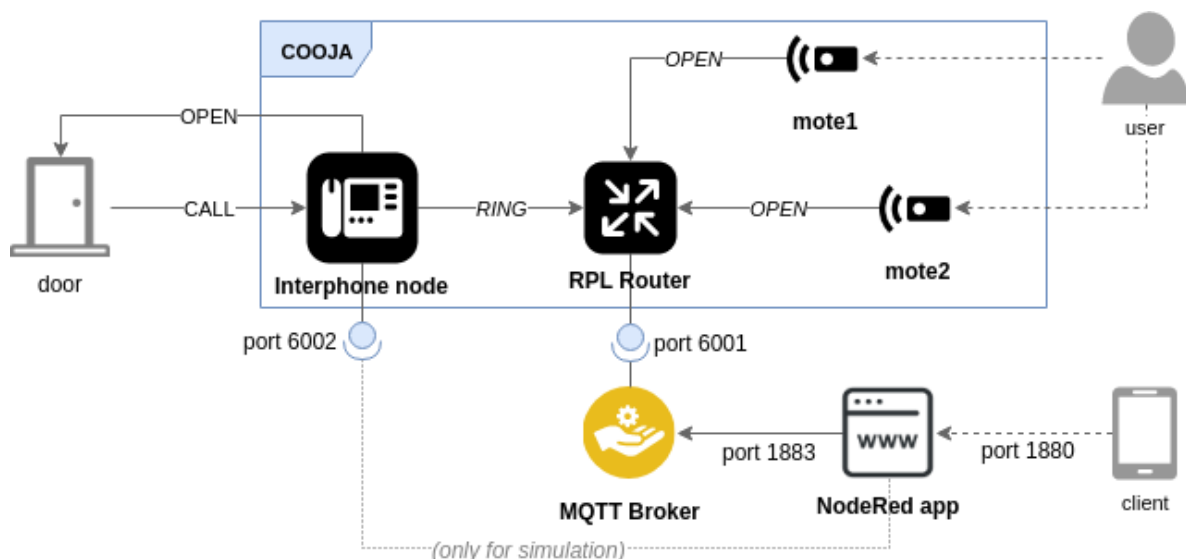 COOJA
OPEN
mote1
user
OPEN
CALL
RING
OPEN
mote2
door
Interphone node
RPL Router
port 6002
port 6001
WWW
port 1883
port 1880
MQTT Broker
NodeRed app
client
(only for simulation)